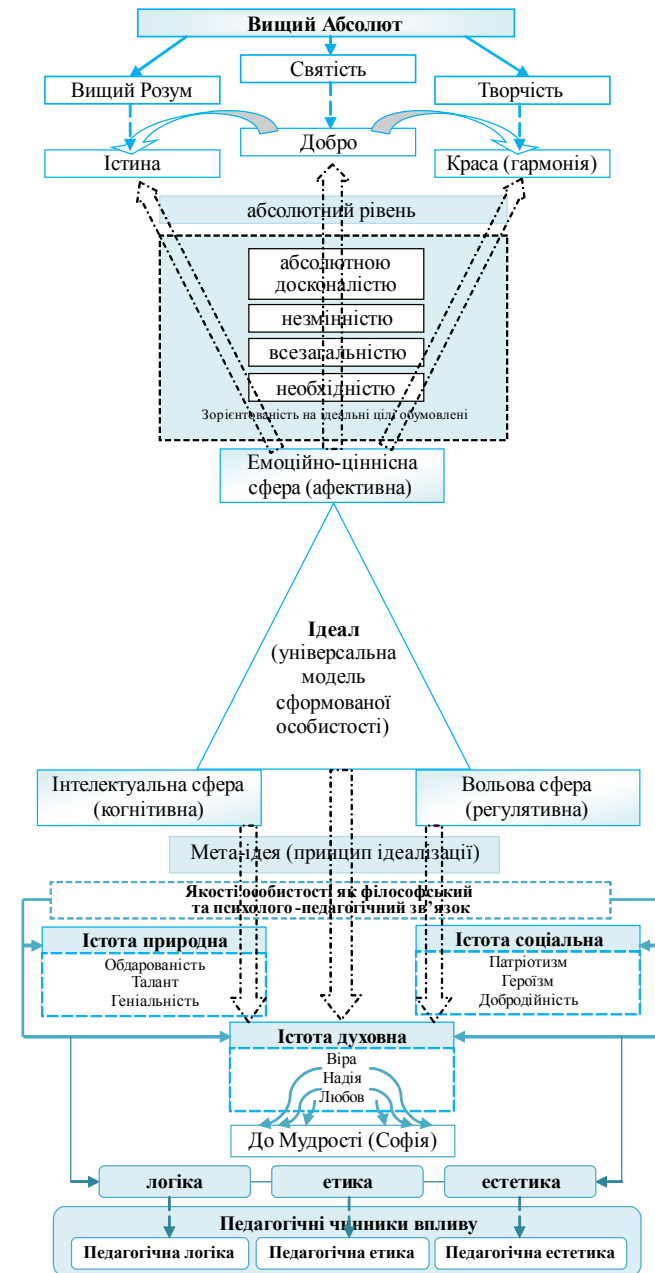 Вищий Абсолют
Святість
Вищий Розум
Творчість
Добро
Істина
Краса (гармонія)
абсолютний рівень
абсолютною
досконалістю
незмінністю
всезагальністю
необхідністю
Зорієнтованість на ідеальні цілі обумовлені
Емоційно-ціннісна
сфера (афективна)
Ідеал
(універсальна
модель
сформованої
особистості)
Інтелектуальна сфера
(когнітивна)
Вольова сфера
(регулятивна)
Мета-ідея (принцип ідеалізації)
Якості особистості як філософський
та психолого-педагогічний зв’язок
Істота природна
Обдарованість
Талант
Геніальність
Істота соціальна
Патріотизм
Героїзм
Добродійність
Істота духовна
Віра
Надія
Любов
До Мудрості (Софія)
логіка
етика
естетика
Педагогічні чинники впливу
Педагогічна логіка
Педагогічна етика
Педагогічна естетика